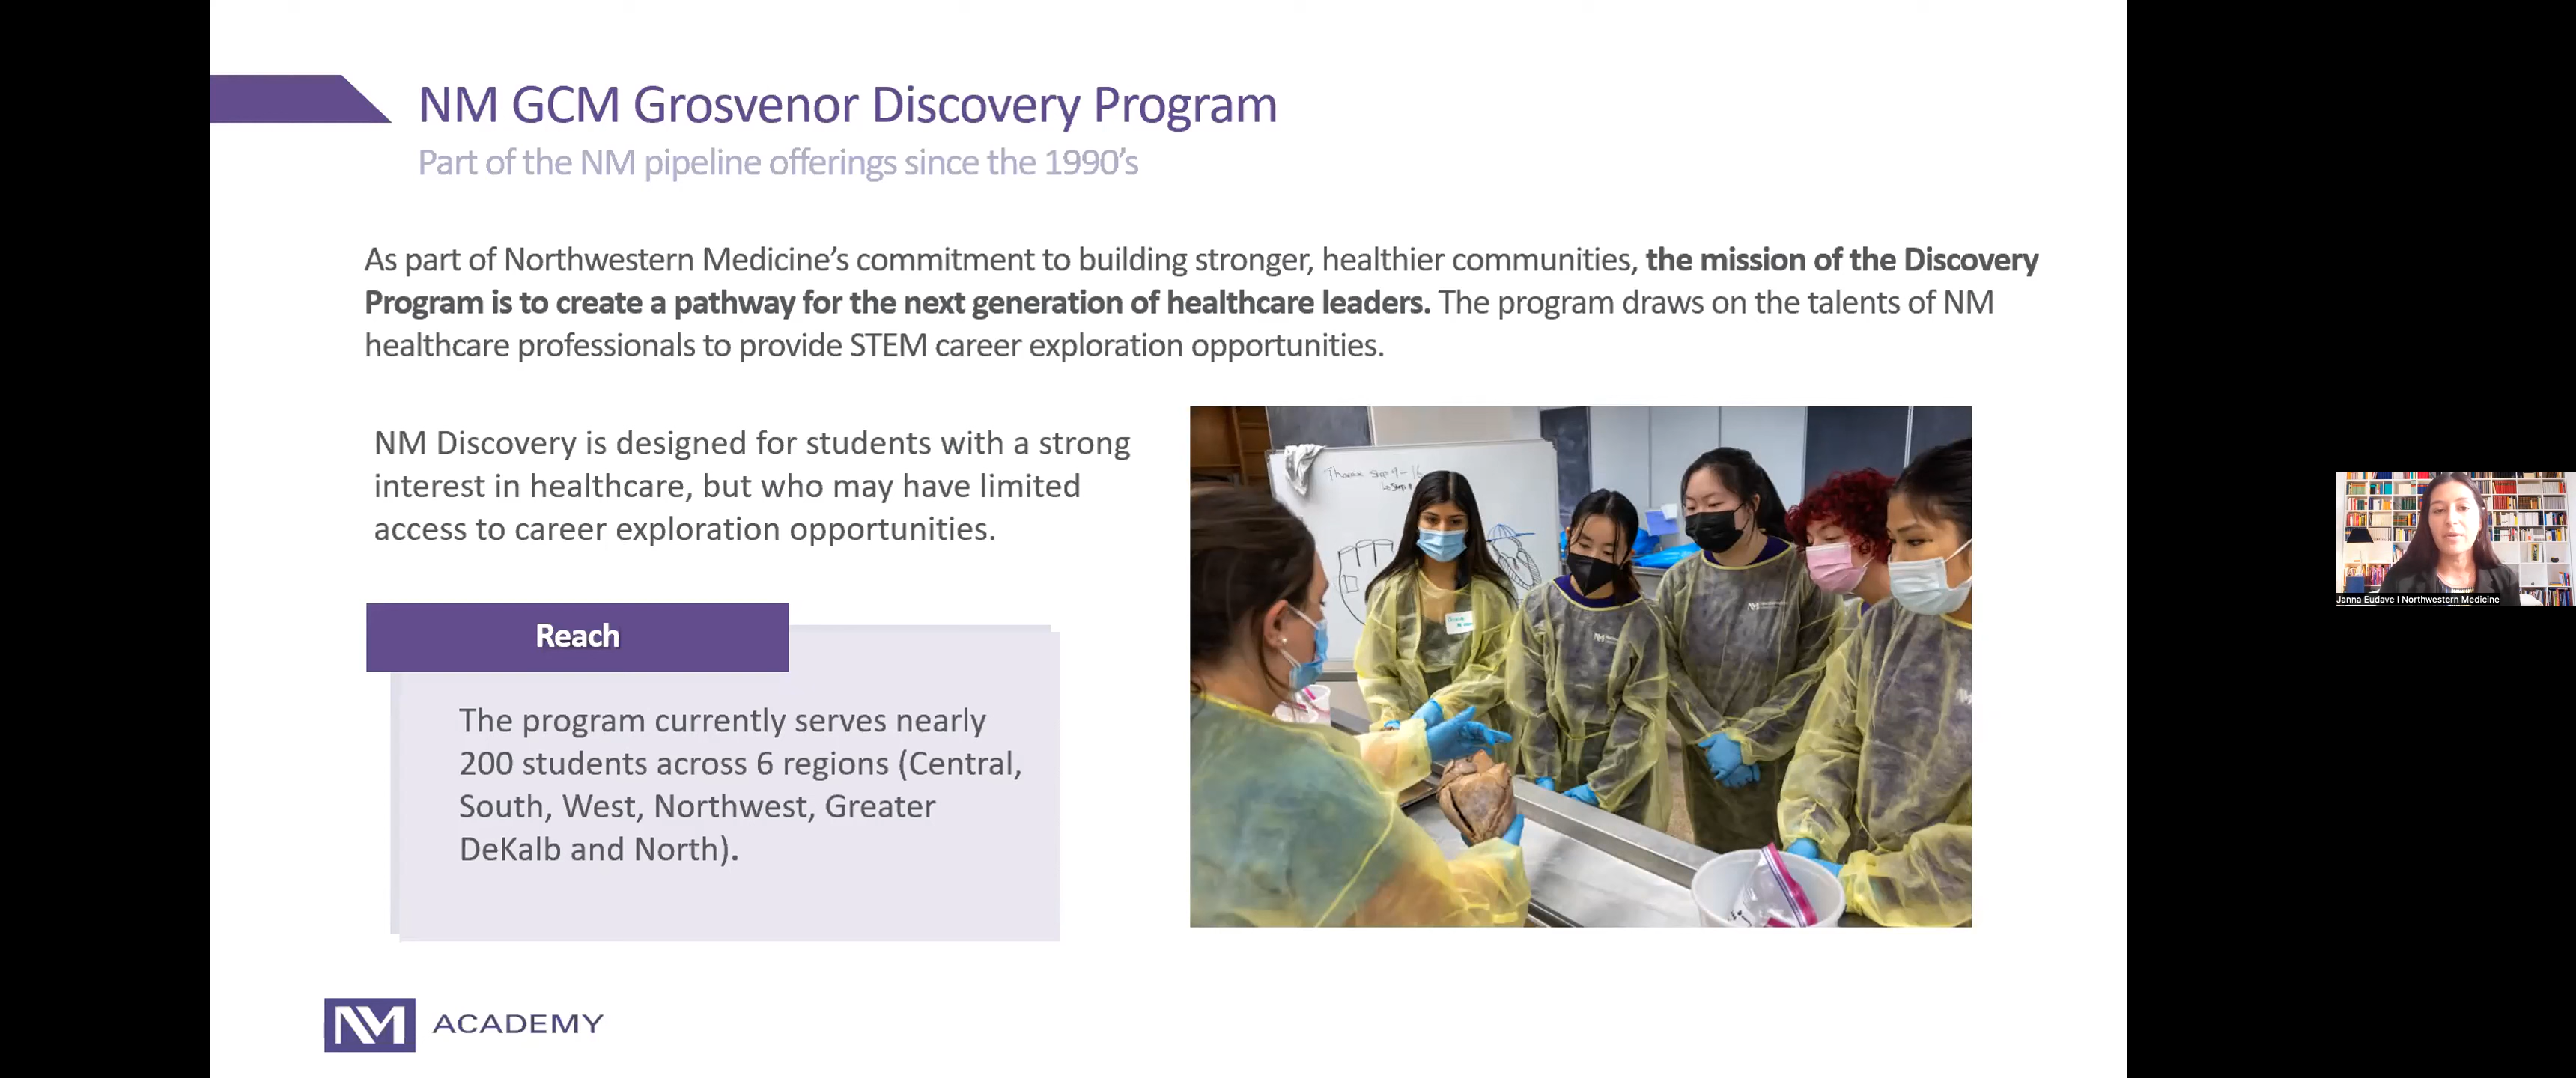 NM GCM Grosvenor Discovery Program
Part of the NM pipeline offerings since the 1990's
As part of Northwestern Medicine's commitment to building stronger, healthier communities, the mission of the Discovery
Program is to create a pathway for the next generation of healthcare leaders. The program draws on the talents of NM
healthcare professionals to provide STEM career exploration opportunities.
NM Discovery is designed for students with a strong
interest in healthcare, but who may have limited
access to career exploration opportunities.
Reach
The program currently serves nearly
200 students across 6 regions (Central,
South, West, Northwest, Greater
DeKalb and North).
NM ACADEMY
Janna Eudave I Northwestern Medicine